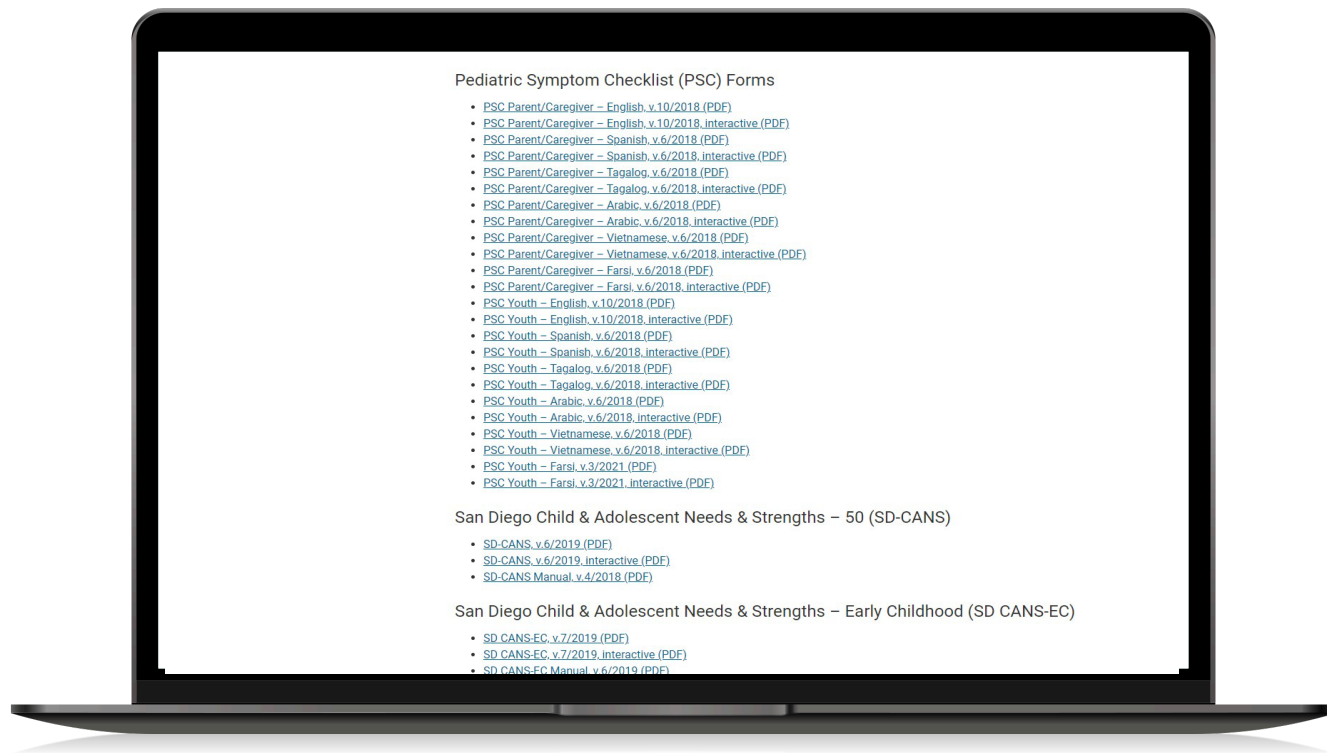 Pediatric Symptom Checklist (PSC) Forms
PSC Parent/Caregiver – English, v.10/2018 (PDF)
PSC Parent/Caregiver – English, v.10/2018, interactive (PDF)
PSC Parent/Caregiver – Spanish, v.6/2018 (PDF)
PSC Parent/Caregiver – Spanish, v.6/2018, interactive (PDF)
PSC Parent/Caregiver – Tagalog, v.6/2018 (PDF)
PSC Parent/Caregiver – Tagalog, v.6/2018, interactive (PDF)
PSC Parent/Caregiver – Arabic, v.6/2018 (PDF)
PSC Parent/Caregiver – Arabic, v.6/2018, interactive (PDF)
PSC Parent/Caregiver – Vietnamese, v.6/2018 (PDF)
PSC Parent/Caregiver – Vietnamese, v.6/2018, interactive (PDF)
PSC Parent/Caregiver – Farsi, v.6/2018 (PDF)
PSC Parent/Caregiver – Farsi, v.6/2018, interactive (PDF)
PSC Youth – English, v.10/2018 (PDF)
PSC Youth – English, v.10/2018, interactive (PDF)
PSC Youth – Spanish, v.6/2018 (PDF)
PSC Youth – Spanish, v.6/2018, interactive (PDF)
PSC Youth – Tagalog, v.6/2018 (PDF)
PSC Youth – Tagalog, v.6/2018, interactive (PDF)
PSC Youth – Arabic, v.6/2018 (PDF)
PSC Youth – Arabic, v.6/2018, interactive (PDF)
PSC Youth – Vietnamese, v.6/2018 (PDF)
PSC Youth – Vietnamese, v.6/2018, interactive (PDF)
PSC Youth – Farsi, v.3/2021 (PDF)
PSC Youth – Farsi, v.3/2021, interactive (PDF)
San Diego Child & Adolescent Needs & Strengths – 50 (SD-CANS)
SD-CANS, v.6/2019 (PDF)
SD-CANS, v.6/2019, interactive (PDF)
SD-CANS Manual, v.4/2018 (PDF)
San Diego Child & Adolescent Needs & Strengths – Early Childhood (SD CANS-EC)
SD CANS-EC, v.7/2019 (PDF)
SD CANS-EC, v.7/2019, interactive (PDF)
SD CANS-EC Manual, v.6/2019 (PDF)